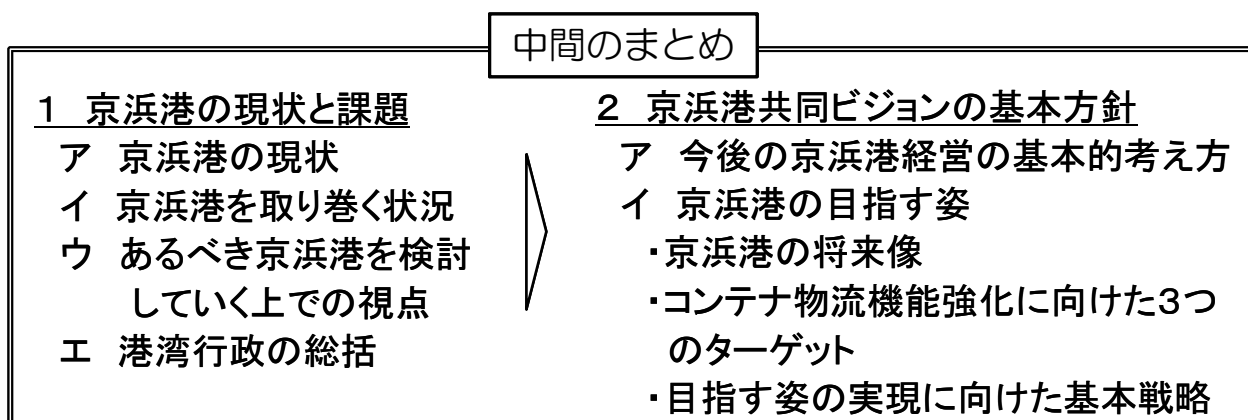 中間のまとめ
1 京浜港の現状と課題
ア 京浜港の現状
イ 京浜港を取り巻く状況
ウ あるべき京浜港を検討
していく上での視点
エ 港湾行政の総括
2 京浜港共同ビジョンの基本方針
ア 今後の京浜港経営の基本的考え方
イ 京浜港の目指す姿
・京浜港の将来像
・コンテナ物流機能強化に向けた3つ
のターゲット
・目指す姿の実現に向けた基本戦略